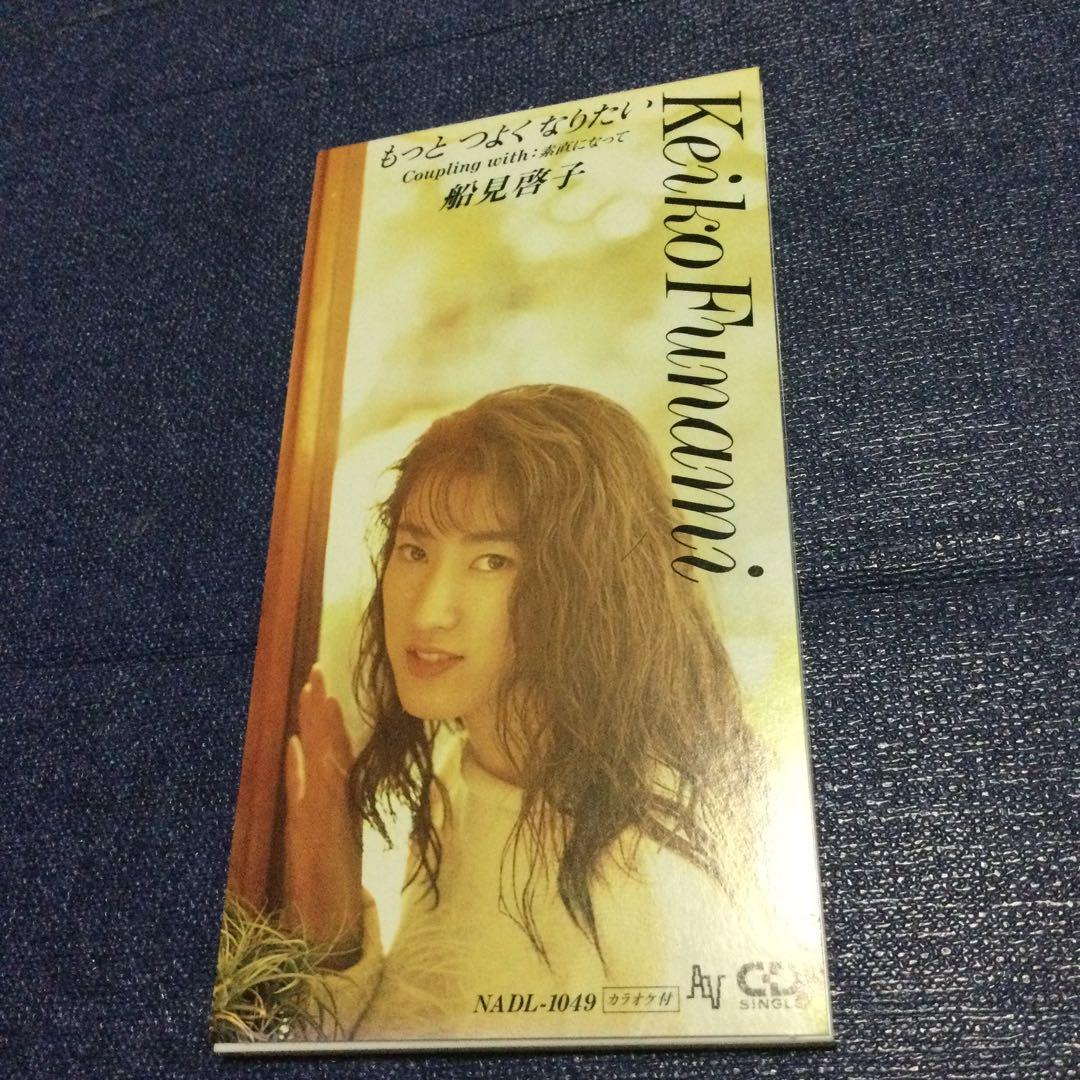 もっと つよく なりたい
Coupling with:素直になって
船見啓子
Keiko Fumami
NADL-1049 カラオケ付
AV
CD
SINGLE